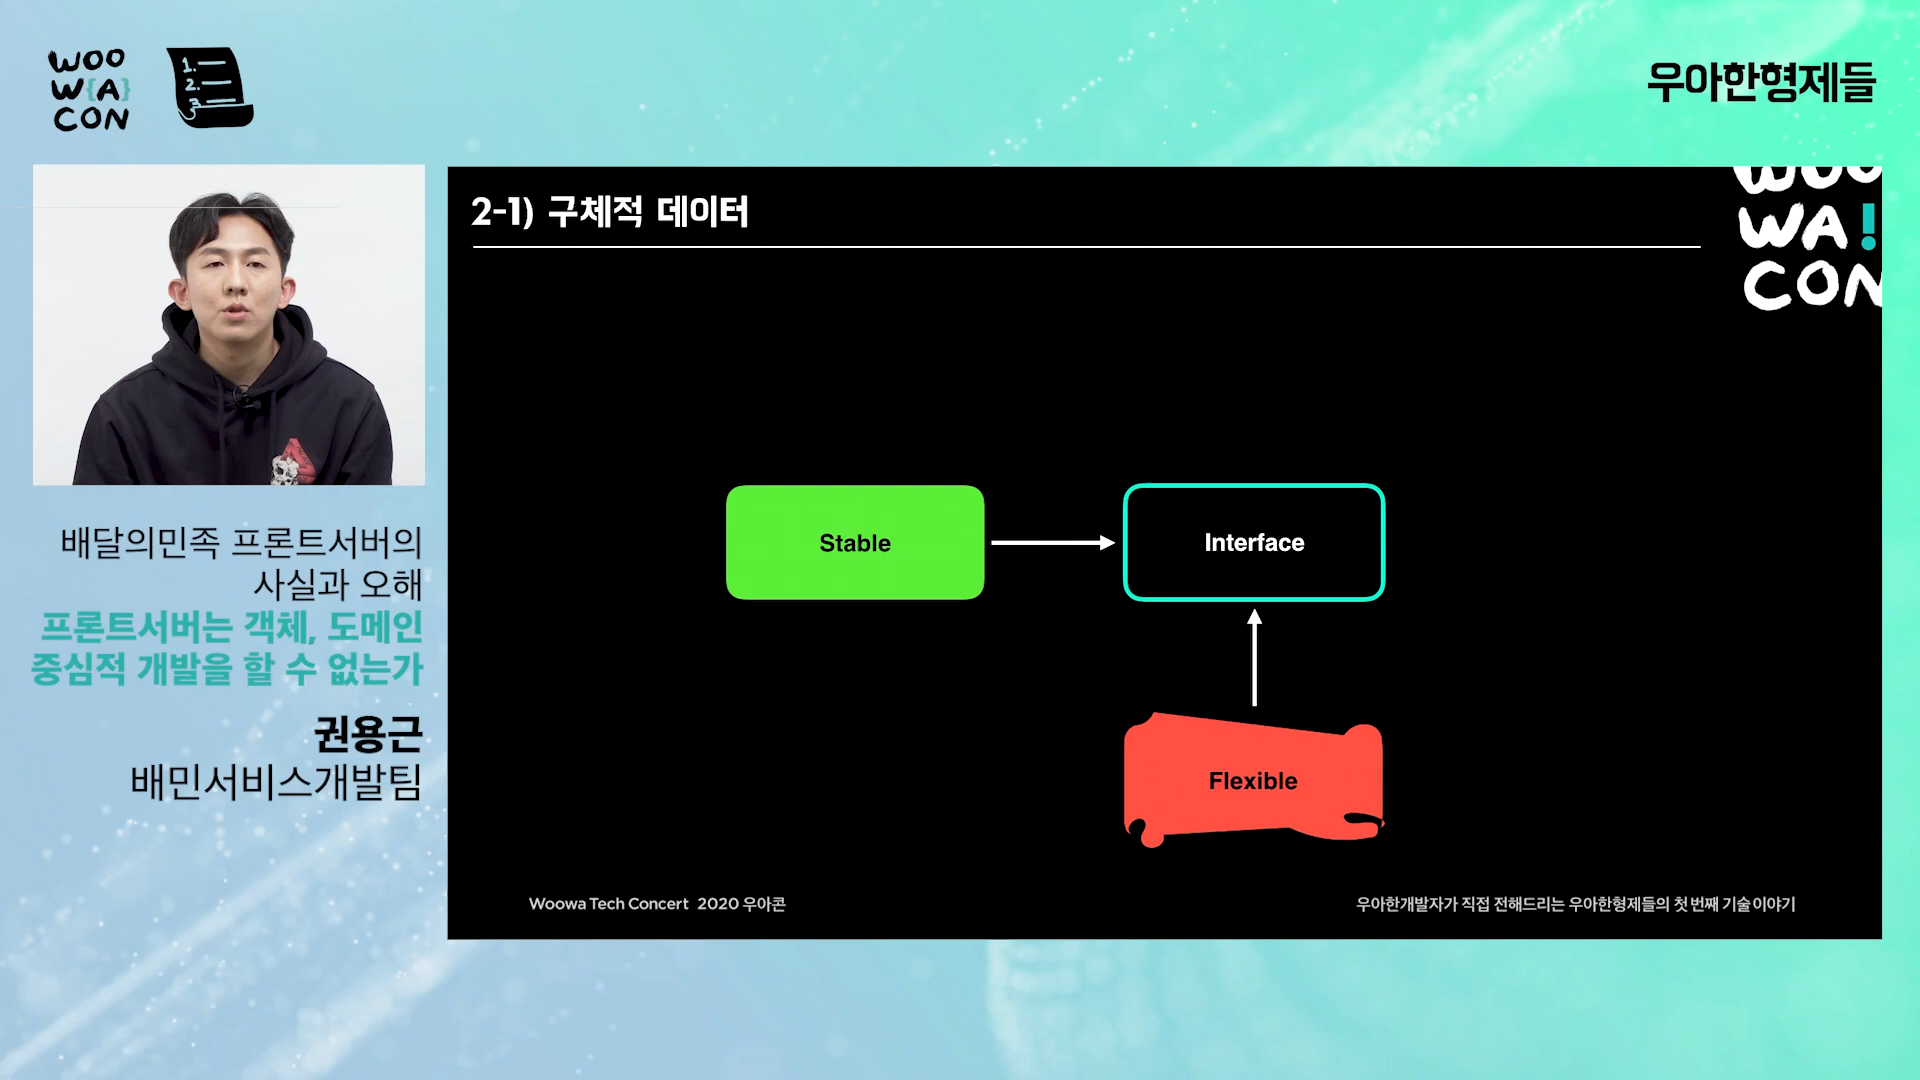 WOO
W{A}
CON
1.
2.
3
우아한형제들
2-1) 구체적 데이터
WOO
WA!
CON
Stable
Interface
Flexible
Woowa Tech Concert 2020 우아콘
우아한개발자가 직접 전해드리는 우아한형제들의 첫 번째 기술 이야기
배달의민족 프론트서버의
사실과 오해
프론트서버는 객체, 도메인
중심적 개발을 할 수 없는가
권용근
배민서비스개발팀